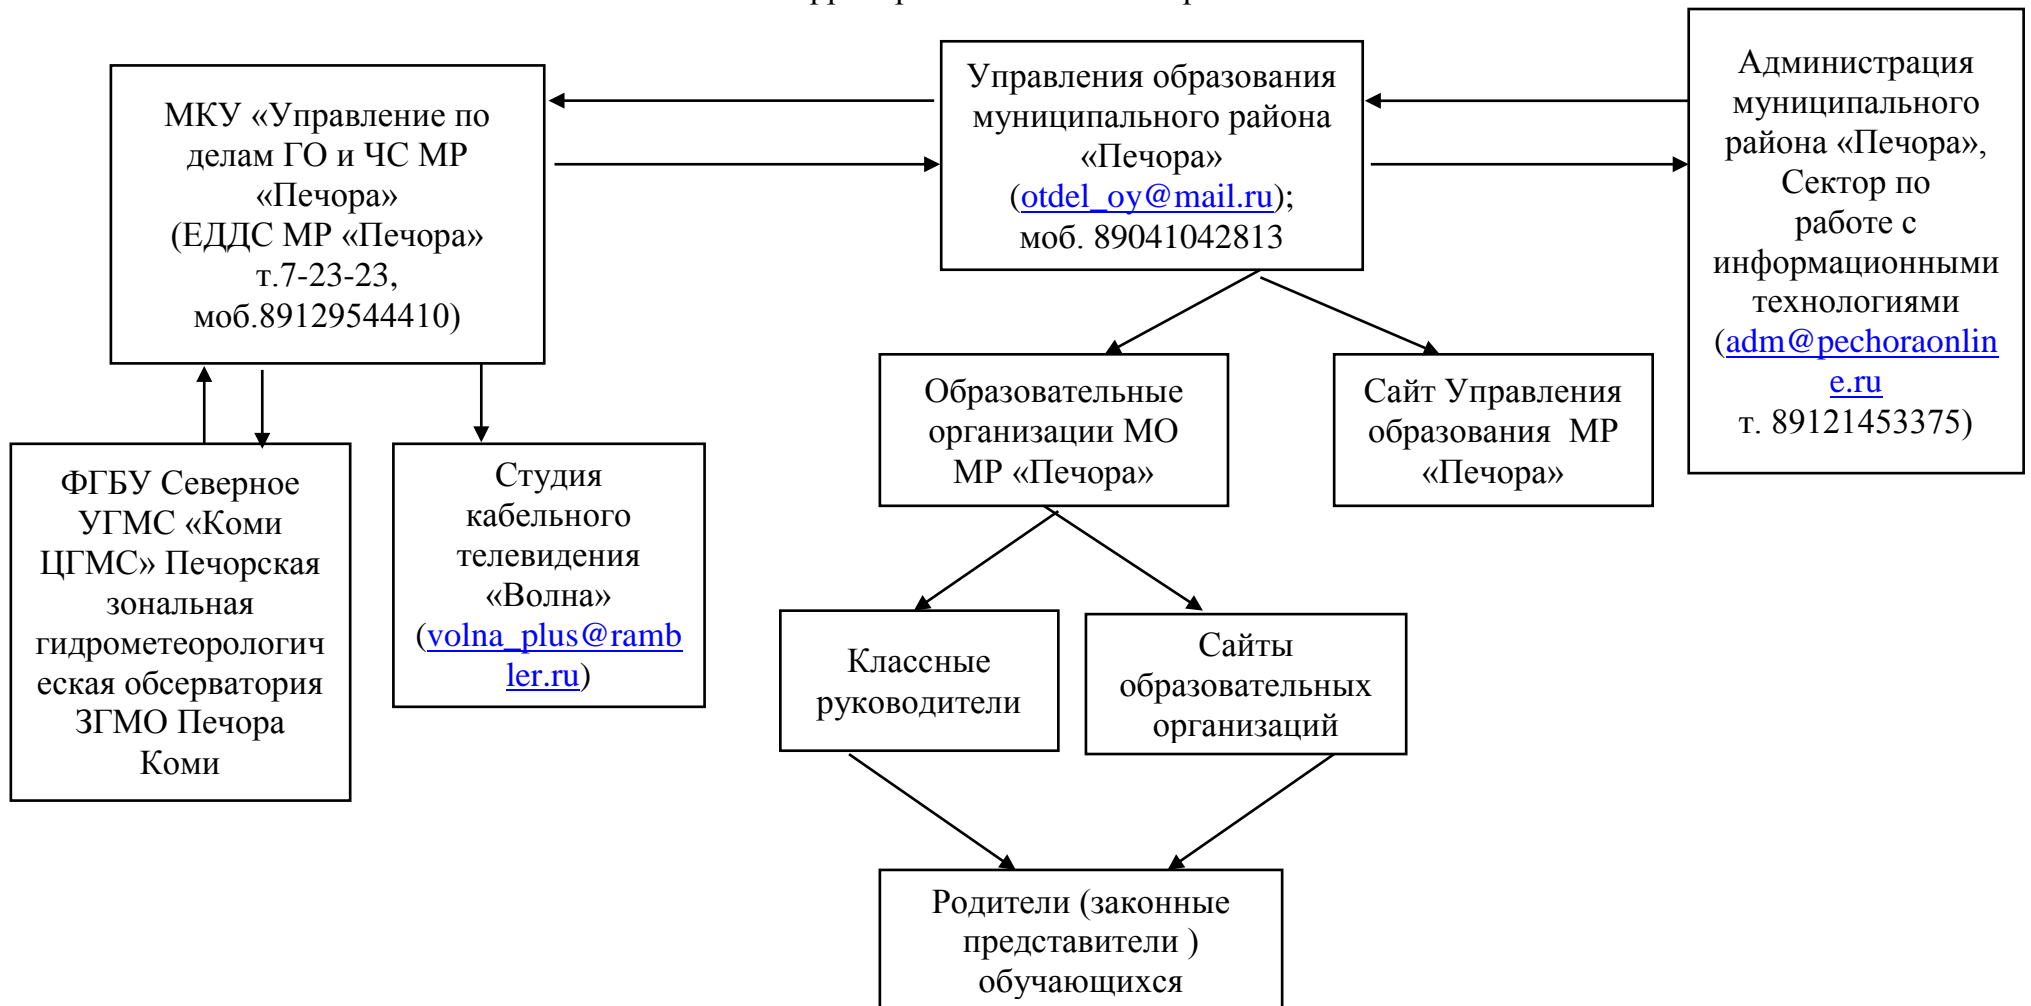 МКУ «Управление по
делам ГО и ЧС МР
«Печора»
(ЕДДС МР «Печора»
т.7-23-23,
моб.89129544410)
Управления образования
муниципального района
«Печора»
(otdel_oy@mail.ru);
моб. 89041042813
Администрация
муниципального
района «Печора»,
Сектор по
работе с
информационными
технологиями
(adm@pechoraonlin
e.ru
т. 89121453375)
Образовательные
организации МО
МР «Печора»
Сайт Управления
образования МР
«Печора»
ФГБУ Северное
УГМС «Коми
ЦГМС» Печорская
зональная
гидрометеорологич
еская обсерватория
ЗГМО Печора
Коми
Студия
кабельного
телевидения
«Волна»
(volna_plus@ramb
ler.ru)
Классные
руководители
Сайты
образовательных
организаций
Родители (законные
представители )
обучающихся